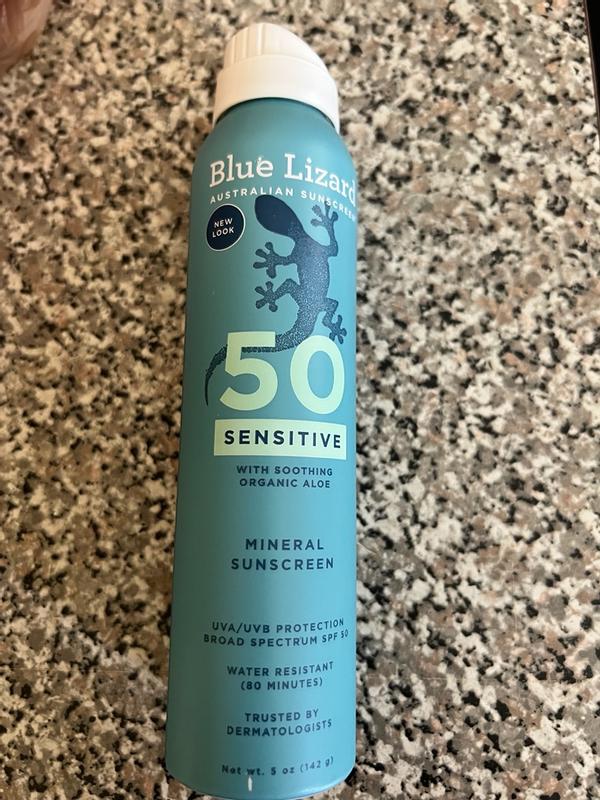 Blue Lizard
AUSTRALIAN SUNSCREEN
NEW
LOOK
50
SENSITIVE
WITH SOOTHING
ORGANIC ALOE
MINERAL
SUNSCREEN
UVA/UVB PROTECTION
BROAD SPECTRUM SPF 50
WATER RESISTANT
(80 MINUTES)
TRUSTED BY
DERMATOLOGISTS
Net wt. 5 oz (142 g)